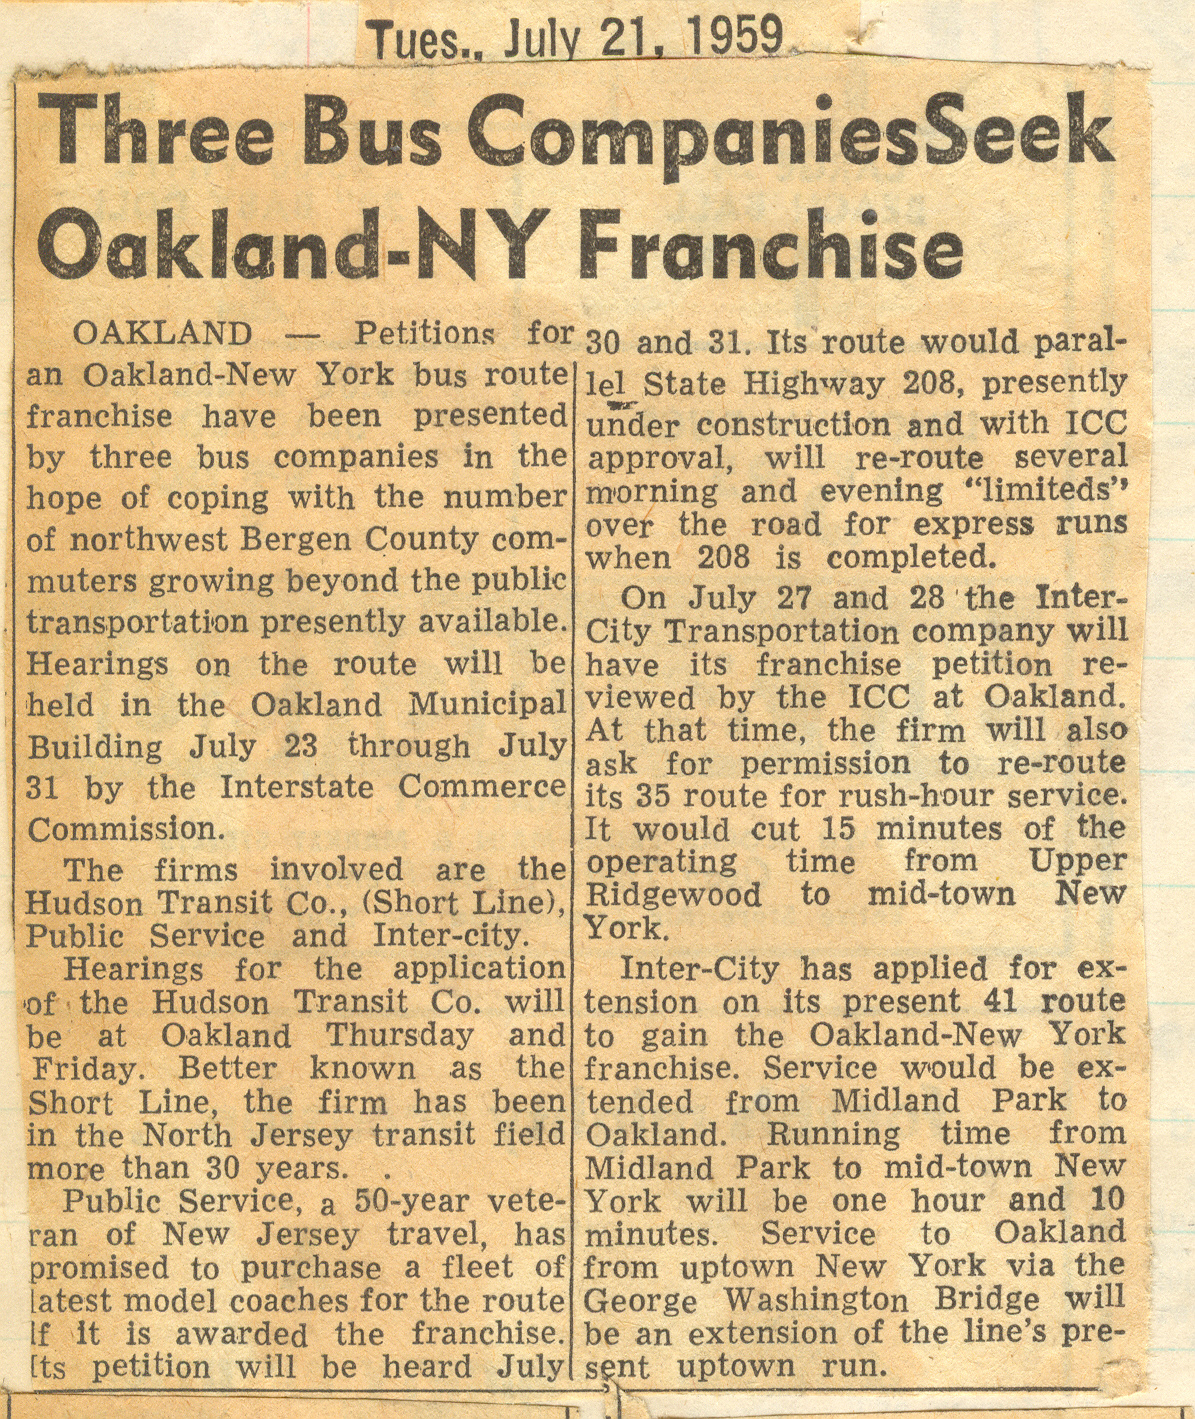 Tues., July 21, 1959
Three Bus Companies Seek
Oakland-NY Franchise
OAKLAND — Petitions for
an Oakland-New York bus route
franchise have been presented
by three bus companies in the
hope of coping with the number
of northwest Bergen County com-
muters growing beyond the public
transportation presently available.
Hearings on the route will be
held in the Oakland Municipal
Building July 23 through July
31 by the Interstate Commerce
Commission.
The firms involved are the
Hudson Transit Co., (Short Line),
Public Service and Inter-city.
Hearings for the application
of the Hudson Transit Co. will
be at Oakland Thursday and
Friday. Better known as the
Short Line, the firm has been
in the North Jersey transit field
more than 30 years. .
Public Service, a 50-year vete-
ran of New Jersey travel, has
promised to purchase a fleet of
latest model coaches for the route
if it is awarded the franchise.
Its petition will be heard July
30 and 31. Its route would paral-
lel State Highway 208, presently
under construction and with ICC
approval, will re-route several
morning and evening “limiteds”
over the road for express runs
when 208 is completed.
On July 27 and 28 the Inter-
City Transportation company will
have its franchise petition re-
viewed by the ICC at Oakland.
At that time, the firm will also
ask for permission to re-route
its 35 route for rush-hour service.
It would cut 15 minutes of the
operating time from Upper
Ridgewood to mid-town New
York.
Inter-City has applied for ex-
tension on its present 41 route
to gain the Oakland-New York
franchise. Service would be ex-
tended from Midland Park to
Oakland. Running time from
Midland Park to mid-town New
York will be one hour and 10
minutes. Service to Oakland
from uptown New York via the
George Washington Bridge will
be an extension of the line's pre-
sent uptown run.